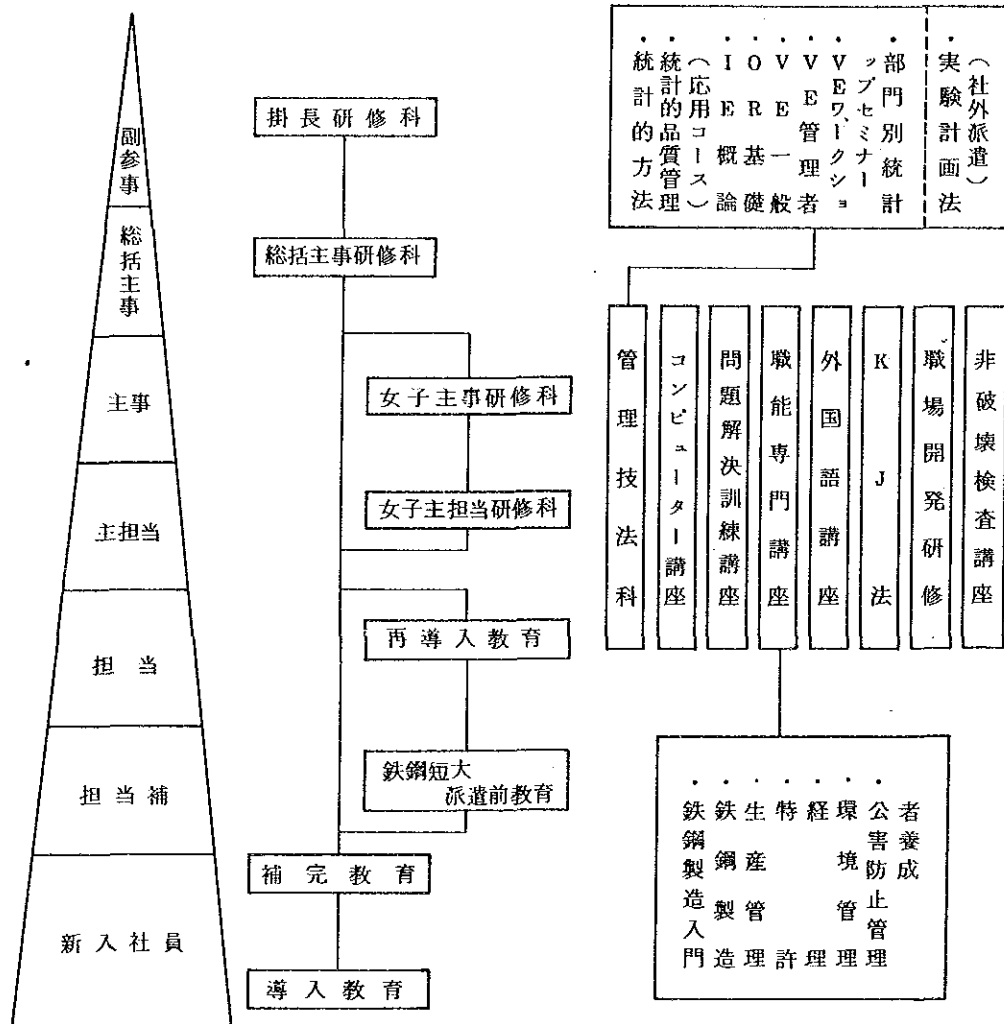 副参事
総括主事
主事
主担当
担当
担当補
新入社員
掛長研修科
総括主事研修科
女子主事研修科
女子主担当研修科
再導入教育
鉄鋼短大
派遣前教育
補完教育
導入教育
（社外派遣）
・実験計画法
・部門別統計
ップセミナー
・VEワークショ
・VE管理者
・VE一般
・OR基礎
・IE概論
（応用コース）
・統計的品質管理
・統計的方法
管理技法科
コンピューター講座
問題解決訓練講座
職能専門講座
外国語講座
KJ法
職場開発研修
非破壊検査講座
者養成
・公害防止管理
・環境管理
・経理
・特許
・生産管理
・鉄鋼製造
・鉄鋼製造入門